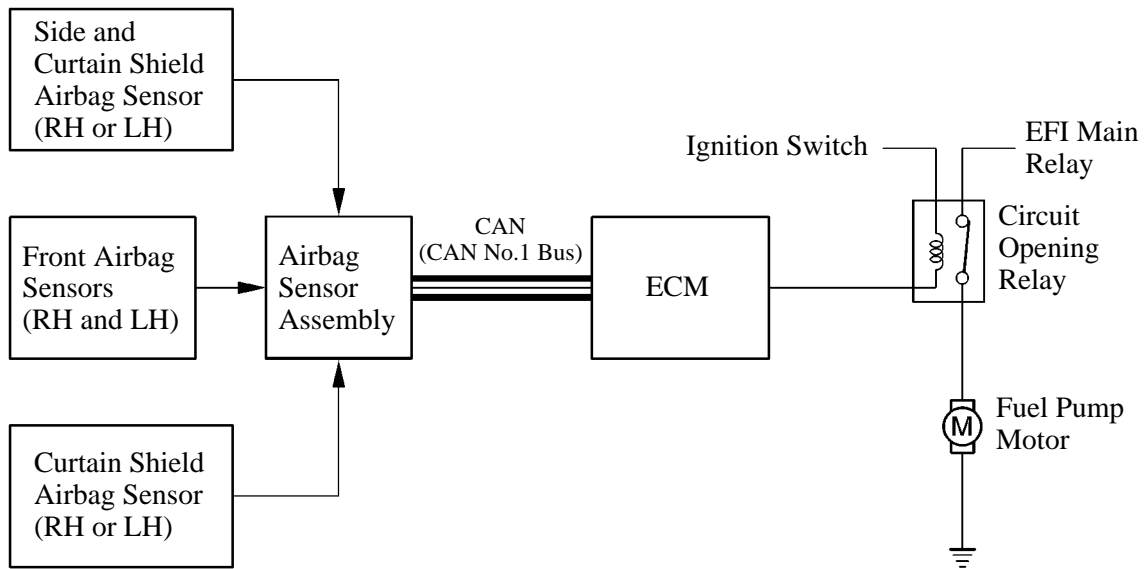 Side and
Curtain Shield
Airbag Sensor
(RH or LH)
Front Airbag
Sensors
(RH and LH)
Curtain Shield
Airbag Sensor
(RH or LH)
Airbag
Sensor
Assembly
CAN
(CAN No.1 Bus)
ECM
Ignition Switch
EFI Main
Relay
Circuit
Opening
Relay
M
Fuel Pump
Motor